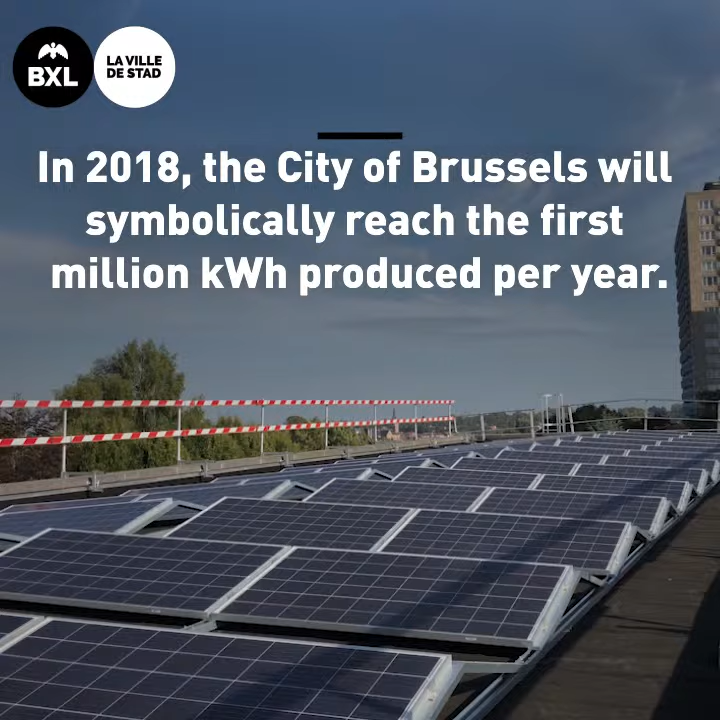 BXL
LA VILLE
DE STAD
In 2018, the City of Brussels will
symbolically reach the first
million kWh produced per year.